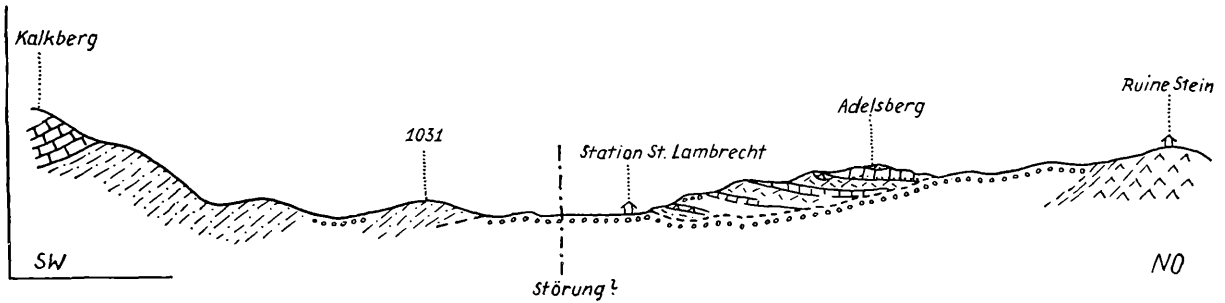 Kalkberg
1031
Station St. Lambrecht
Adelsberg
Ruine Stein
SW
Störung?
NO